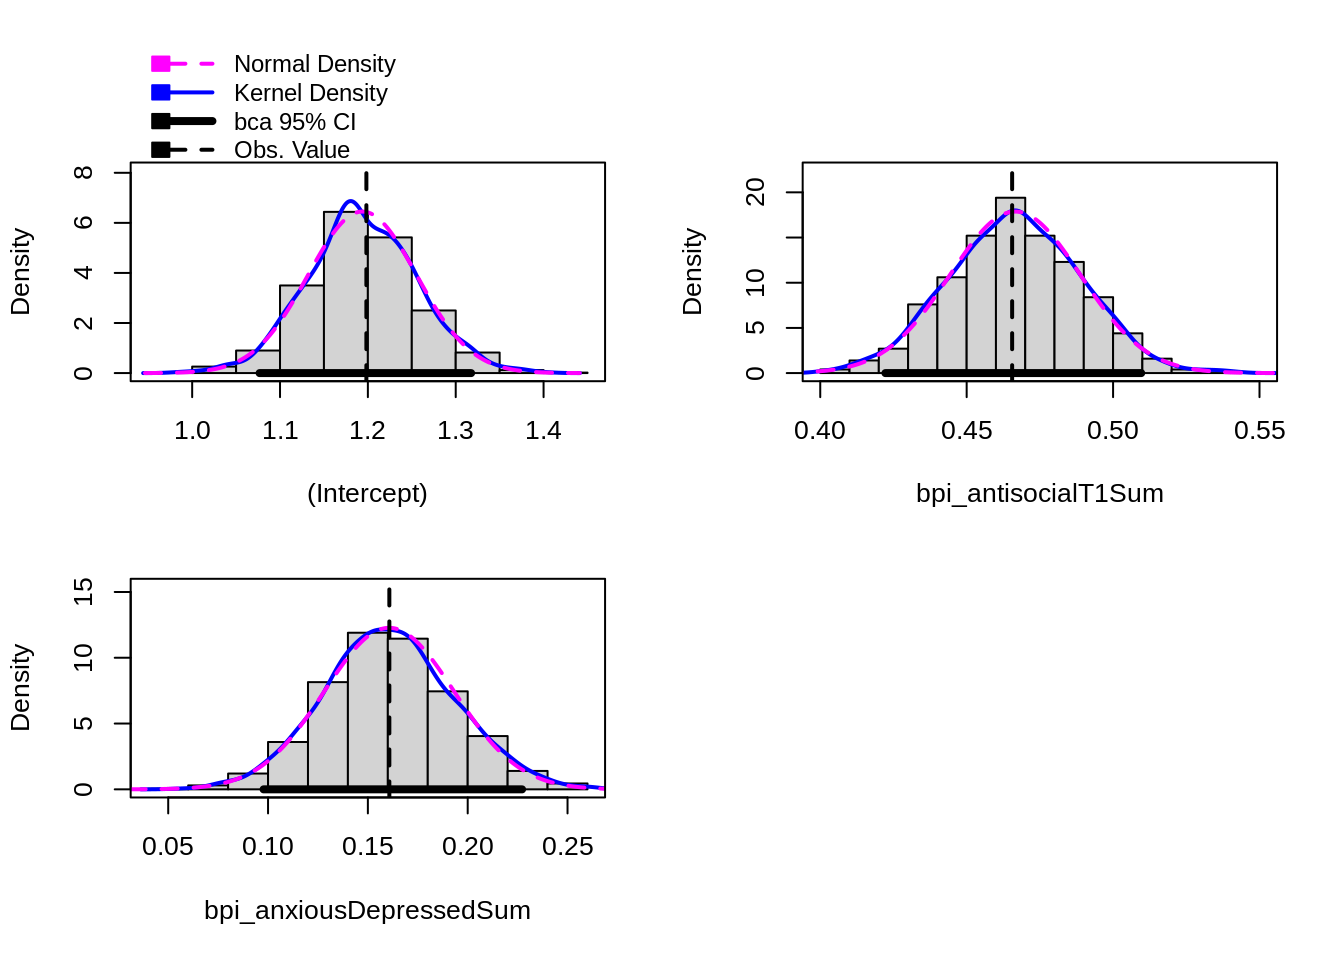 Normal Density
Kernel Density
bca 95% CI
Obs. Value
Density
0 2 4 6 8
1.0 1.1 1.2 1.3 1.4
(Intercept)
Density
0 5 10 20
0.40 0.45 0.50 0.55
bpi_antisocialT1Sum
Density
0 5 10 15
0.05 0.10 0.15 0.20 0.25
bpi_anxiousDepressedSum